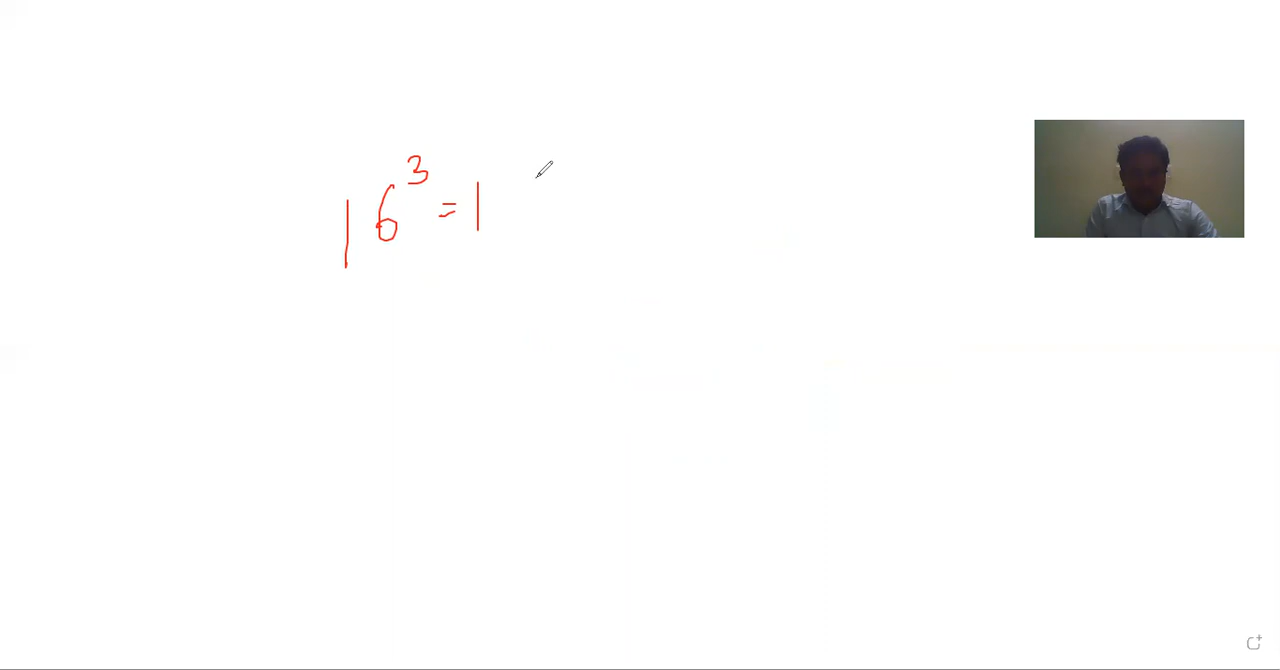 16³ = 1